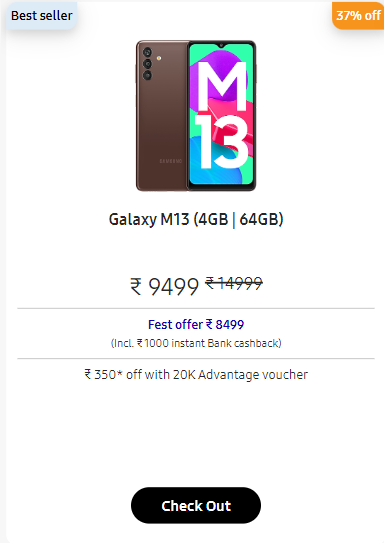 Best seller
37% off
SAMSUNG
M
13
Galaxy M13 (4GB | 64GB)
₹ 9499 ₹ 14999
Fest offer ₹ 8499
(Incl. ₹ 1000 instant Bank cashback)
₹ 350* off with 20K Advantage voucher
Check Out